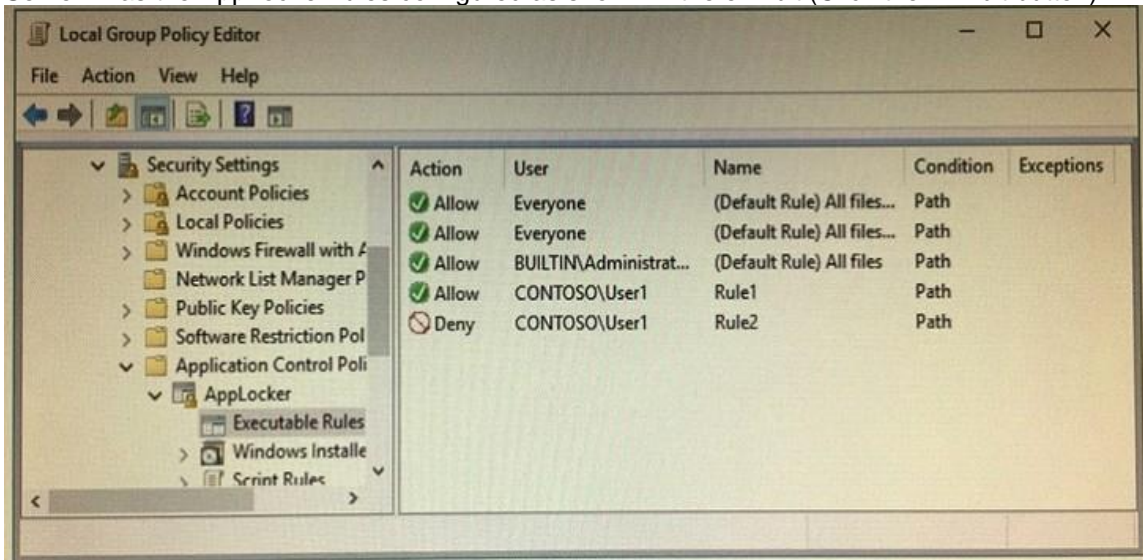 Local Group Policy Editor
File Action View Help
Security Settings
Account Policies
Local Policies
Windows Firewall with A
Network List Manager P
Public Key Policies
Software Restriction Pol
Application Control Poli
AppLocker
Executable Rules
Windows Installe
Script Rules
Action User Name Condition Exceptions
Allow Everyone (Default Rule) All files... Path
Allow Everyone (Default Rule) All files... Path
Allow BUILTIN\Administrat... (Default Rule) All files Path
Allow CONTOSO\User1 Rule1 Path
Deny CONTOSO\User1 Rule2 Path